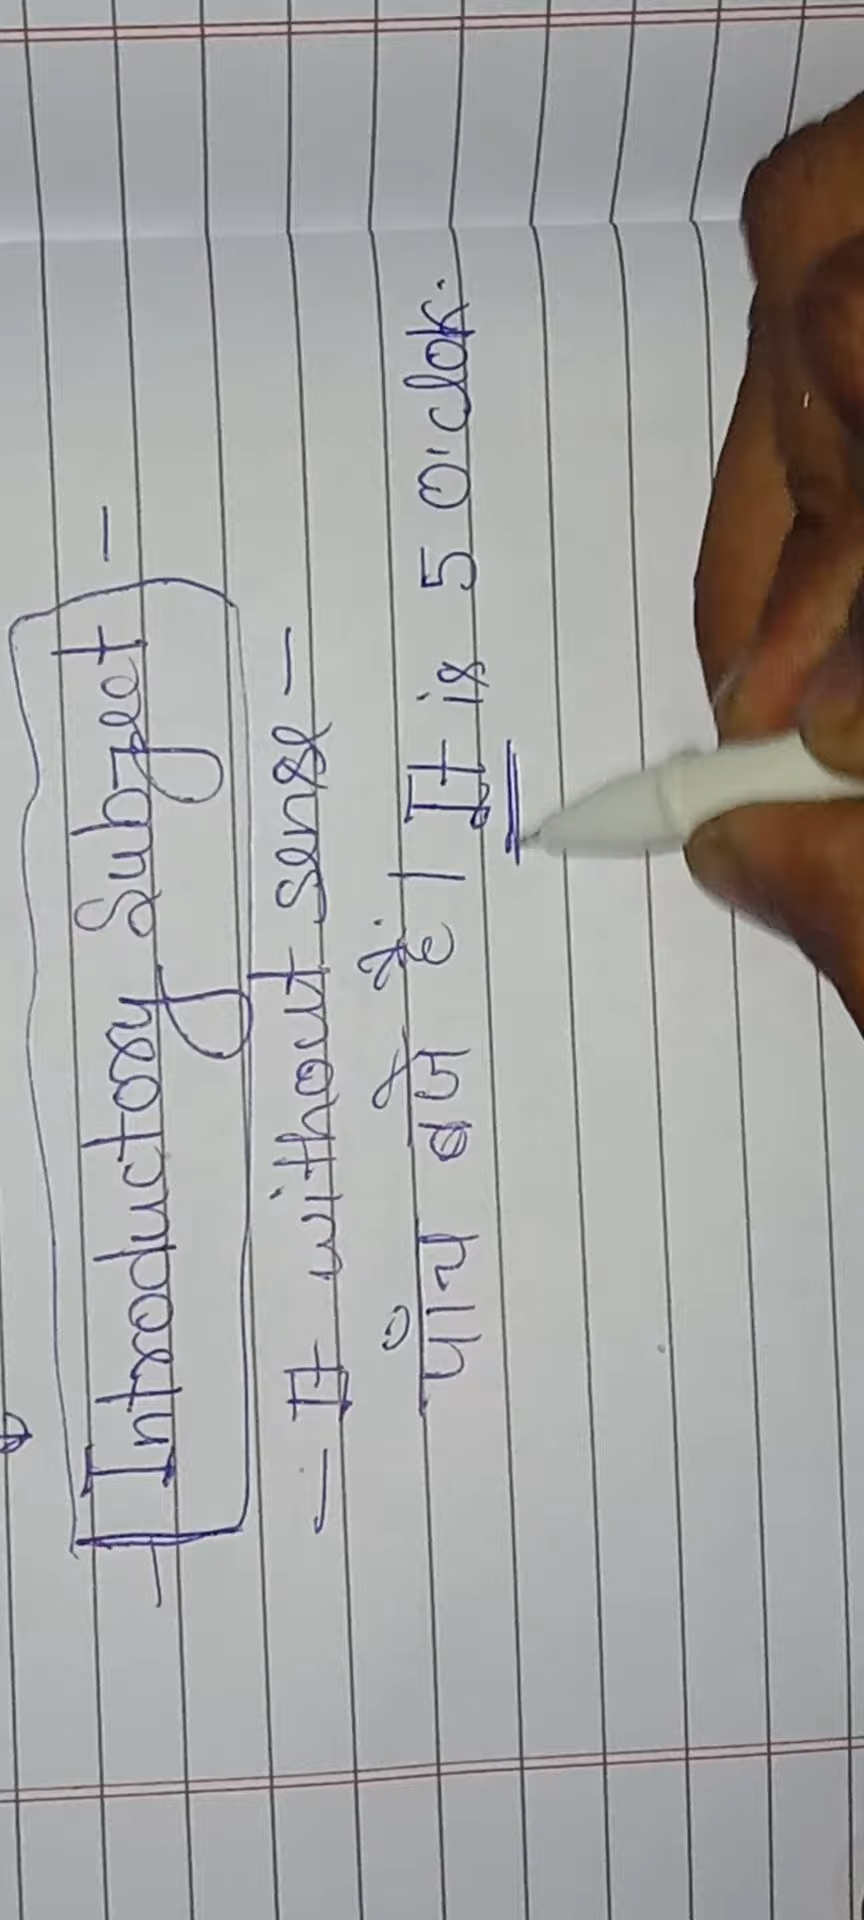 - Introductory Subject -
- It without sense -
पाँच बजे हैं | It is 5 O'clok.